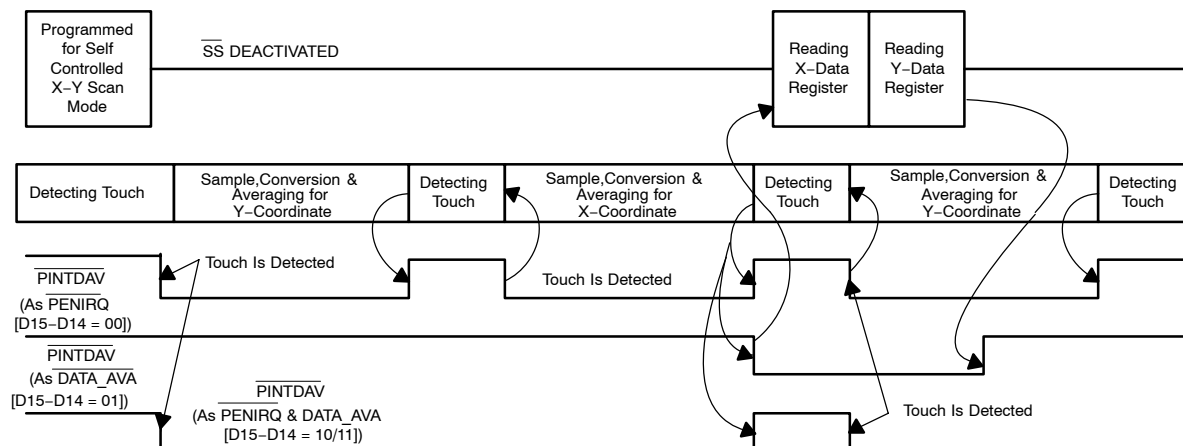 Programmed
for Self
Controlled
X−Y Scan
Mode
SS DEACTIVATED
Reading
X−Data
Register
Reading
Y−Data
Register
Detecting Touch
Sample,Conversion &
Averaging for
Y−Coordinate
Detecting
Touch
Sample,Conversion &
Averaging for
X−Coordinate
Detecting
Touch
Sample,Conversion &
Averaging for
Y−Coordinate
Detecting
Touch
PINTDAV
(As PENIRQ
[D15−D14 = 00])
Touch Is Detected
Touch Is Detected
PINTDAV
(As DATA_AVA
[D15−D14 = 01])
PINTDAV
(As PENIRQ & DATA_AVA
[D15−D14 = 10/11])
Touch Is Detected